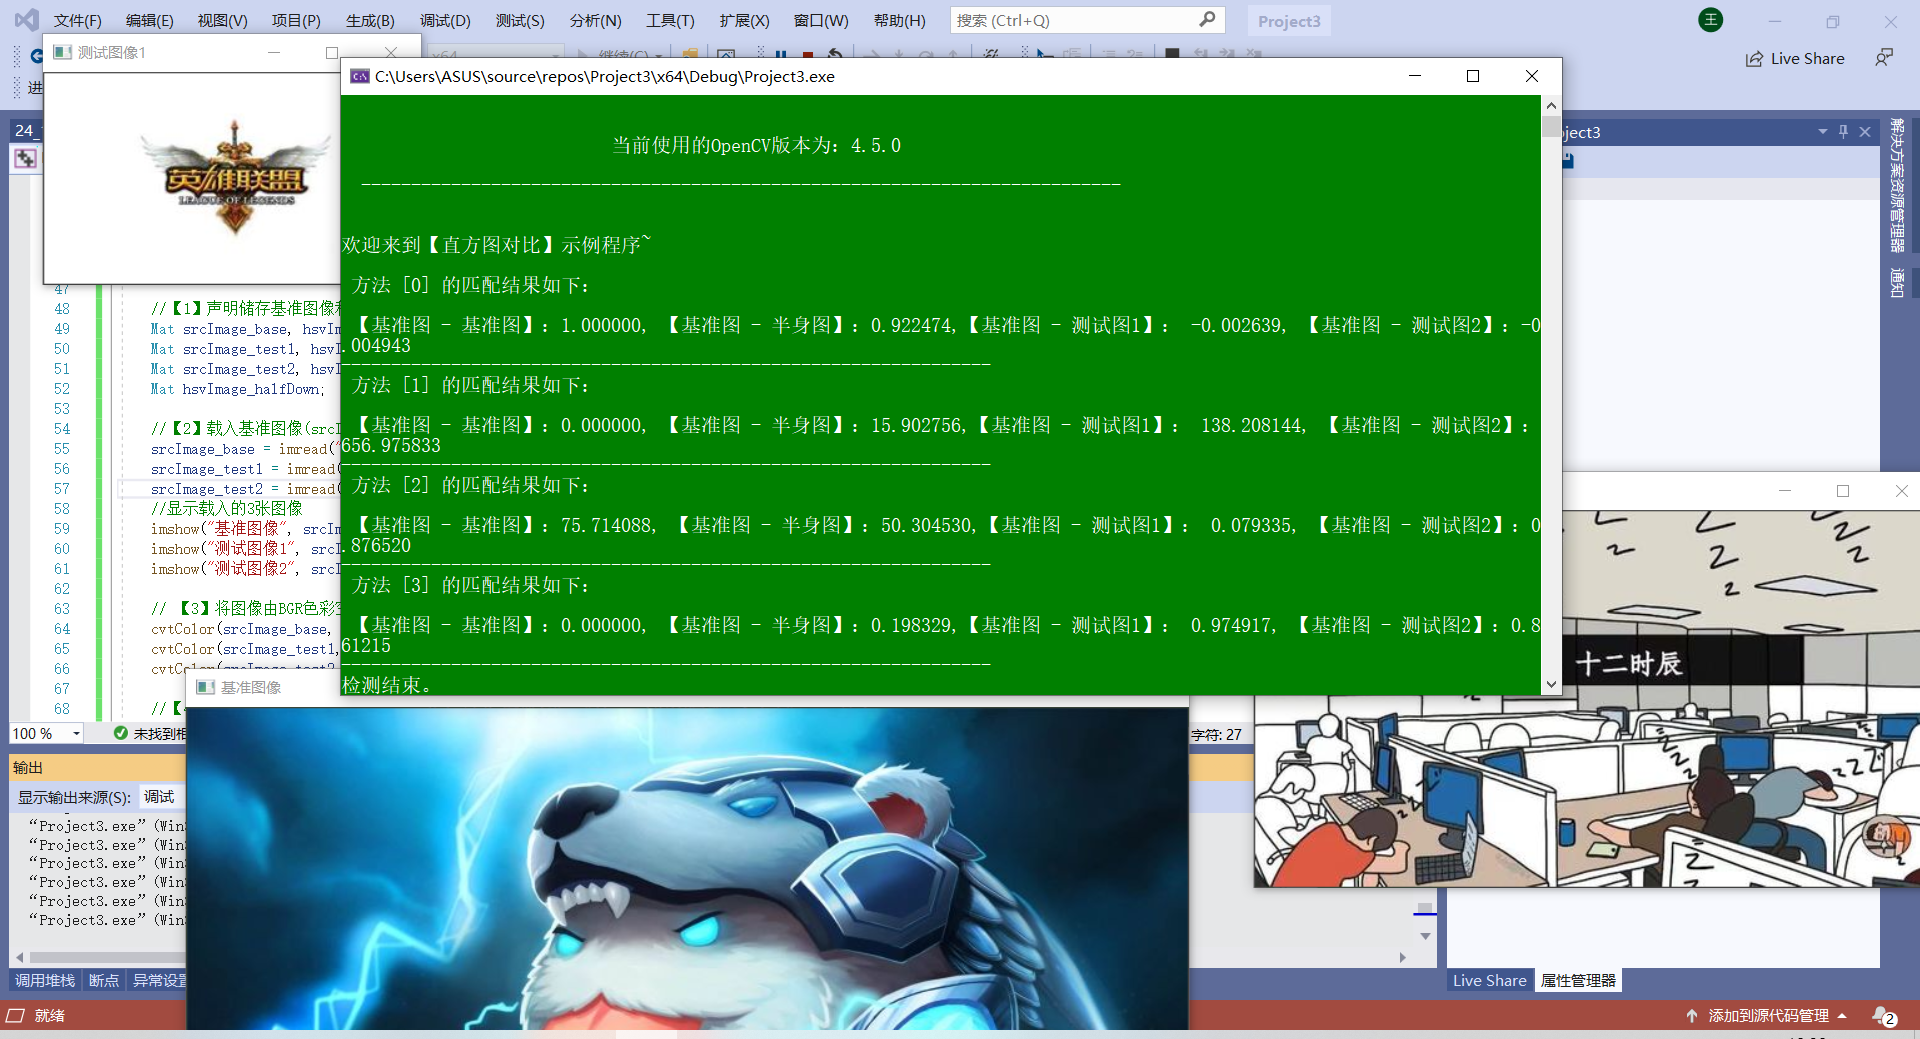 文件(F) 编辑(E) 视图(V) 项目(P) 生成(B) 调试(D) 测试(S) 分析(N) 工具(T) 扩展(X) 窗口(W) 帮助(H) 搜索 (Ctrl+Q) Project3 王
Live Share
测试图像1
英雄联盟
LEAGUE OF LEGENDS
C:\Users\ASUS\source\repos\Project3\x64\Debug\Project3.exe
当前使用的OpenCV版本为: 4.5.0
----------------------------------------------------------------------------
欢迎来到【直方图对比】示例程序~
方法 [0] 的匹配结果如下:
【基准图 - 基准图】: 1.000000, 【基准图 - 半身图】: 0.922474,【基准图 - 测试图1】: -0.002639, 【基准图 - 测试图2】: -0
.004943
-----------------------------------------------------------------
方法 [1] 的匹配结果如下:
【基准图 - 基准图】: 0.000000, 【基准图 - 半身图】: 15.902756,【基准图 - 测试图1】: 138.208144, 【基准图 - 测试图2】:
656.975833
-----------------------------------------------------------------
方法 [2] 的匹配结果如下:
【基准图 - 基准图】: 75.714088, 【基准图 - 半身图】: 50.304530,【基准图 - 测试图1】: 0.079335, 【基准图 - 测试图2】: 0
.876520
-----------------------------------------------------------------
方法 [3] 的匹配结果如下:
【基准图 - 基准图】: 0.000000, 【基准图 - 半身图】: 0.198329,【基准图 - 测试图1】: 0.974917, 【基准图 - 测试图2】: 0.8
61215
-----------------------------------------------------------------
检测结束。
24_
47
48 //【1】声明储存基准图像和
49 Mat srcImage_base, hsvIm
50 Mat srcImage_test1, hsvI
51 Mat srcImage_test2, hsvI
52 Mat hsvImage_halfDown;
53
54 //【2】载入基准图像(srcI
55 srcImage_base = imread("
56 srcImage_test1 = imread(
57 srcImage_test2 = imread(
58 //显示载入的3张图像
59 imshow("基准图像", srcIm
60 imshow("测试图像1", srcI
61 imshow("测试图像2", srcI
62
63 // 【3】将图像由BGR色彩空
64 cvtColor(srcImage_base,
65 cvtColor(srcImage_test1,
66 cvtColor(srcImage_test2
67
68 //【
100 % 未找到相
字符: 27
基准图像
输出
显示输出来源(S): 调试
“Project3.exe” (Win
“Project3.exe” (Win
“Project3.exe” (Win
“Project3.exe” (Win
“Project3.exe” (Win
“Project3.exe” (Win
调用堆栈 断点 异常设置
就绪
ject3
解决方案资源管理器
通知
十二时辰
Live Share 属性管理器
添加到源代码管理 2